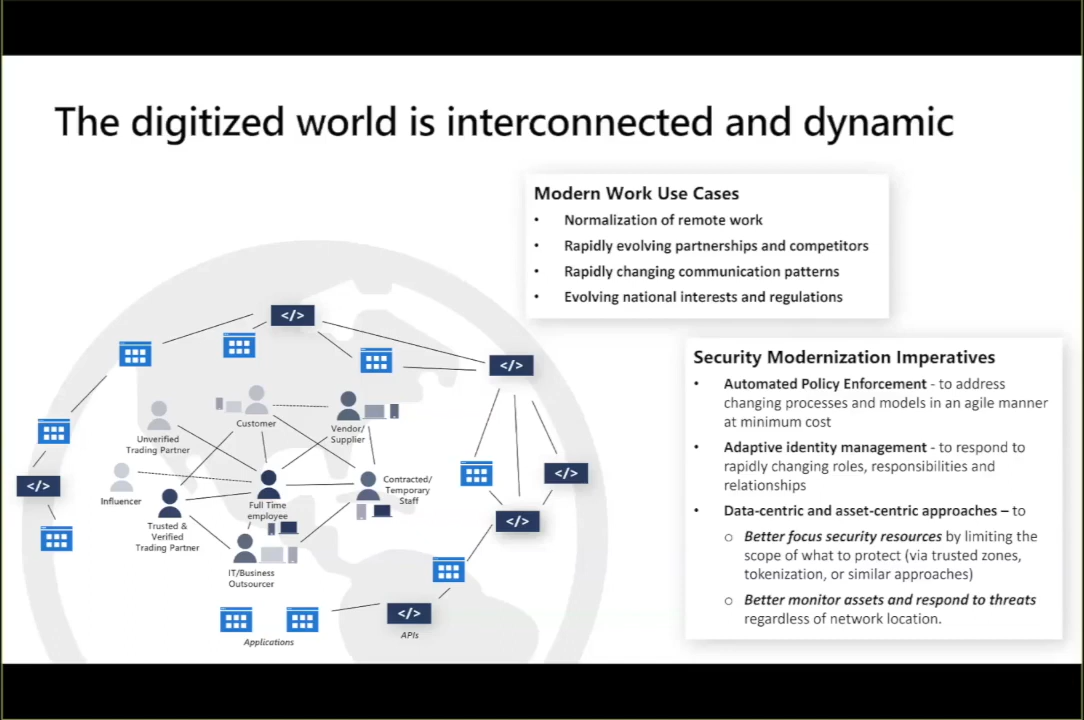 The digitized world is interconnected and dynamic
Modern Work Use Cases
• Normalization of remote work
• Rapidly evolving partnerships and competitors
• Rapidly changing communication patterns
• Evolving national interests and regulations
Security Modernization Imperatives
• Automated Policy Enforcement - to address
changing processes and models in an agile manner
at minimum cost
• Adaptive identity management - to respond to
rapidly changing roles, responsibilities and
relationships
• Data-centric and asset-centric approaches – to
o Better focus security resources by limiting the
scope of what to protect (via trusted zones,
tokenization, or similar approaches)
o Better monitor assets and respond to threats
regardless of network location.
</>
</>
Customer
Vendor/
Supplier
Unverified
Trading Partner
</>
</>
Influencer
Full Time
employee
Contracted/
Temporary
Staff
Trusted &
Verified
Trading Partner
</>
IT/Business
Outsourcer
</>
Applications
APIs